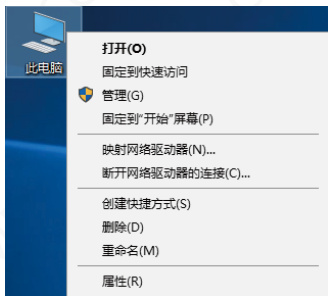 此电脑
打开(O)
固定到快速访问
管理(G)
固定到"开始"屏幕(P)
映射网络驱动器(N)...
断开网络驱动器的连接(C)...
创建快捷方式(S)
删除(D)
重命名(M)
属性(R)